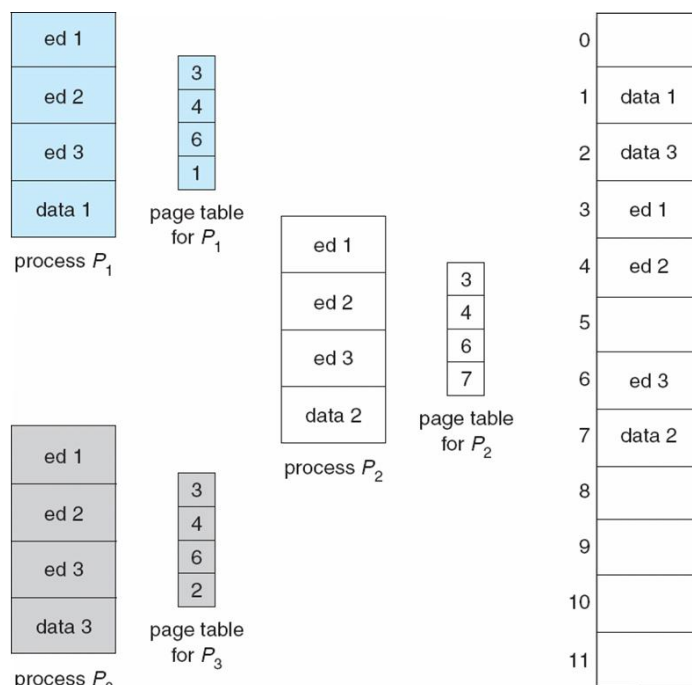 ed 1
ed 2
ed 3
data 1
process P1
3
4
6
1
page table
for P1
ed 1
ed 2
ed 3
data 2
process P2
3
4
6
7
page table
for P2
ed 1
ed 2
ed 3
data 3
process
3
4
6
2
page table
for P3
0
1 data 1
2 data 3
3 ed 1
4 ed 2
5
6 ed 3
7 data 2
8
9
10
11